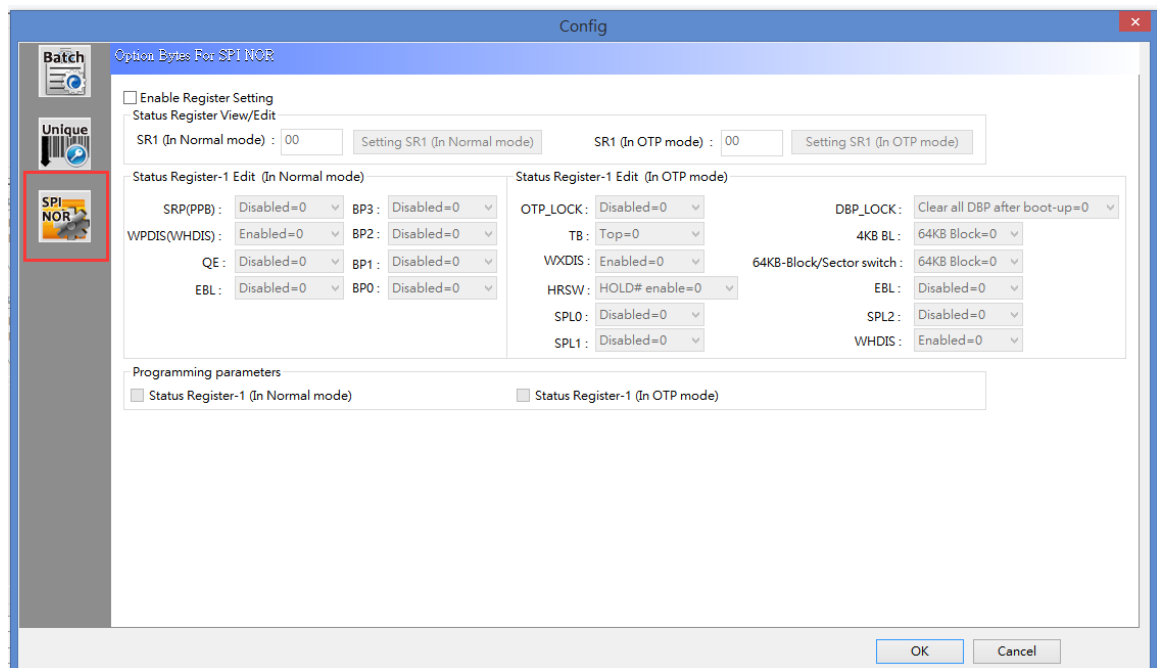 Config
Batch
Option Bytes For SPI NOR
Unique
SPI
NOR
Enable Register Setting
Status Register View/Edit
SR1 (In Normal mode) : 00 Setting SR1 (In Normal mode) SR1 (In OTP mode) : 00 Setting SR1 (In OTP mode)
Status Register-1 Edit (In Normal mode)
SRP(PPB) : Disabled=0 BP3 : Disabled=0
WPDIS(WHDIS) : Enabled=0 BP2 : Disabled=0
QE : Disabled=0 BP1 : Disabled=0
EBL : Disabled=0 BP0 : Disabled=0
Status Register-1 Edit (In OTP mode)
OTP_LOCK : Disabled=0 DBP_LOCK : Clear all DBP after boot-up=0
TB : Top=0 4KB BL : 64KB Block=0
WXDIS : Enabled=0 64KB-Block/Sector switch : 64KB Block=0
HRSW : HOLD# enable=0 EBL : Disabled=0
SPL0 : Disabled=0 SPL2 : Disabled=0
SPL1 : Disabled=0 WHDIS : Enabled=0
Programming parameters
Status Register-1 (In Normal mode) Status Register-1 (In OTP mode)
OK Cancel